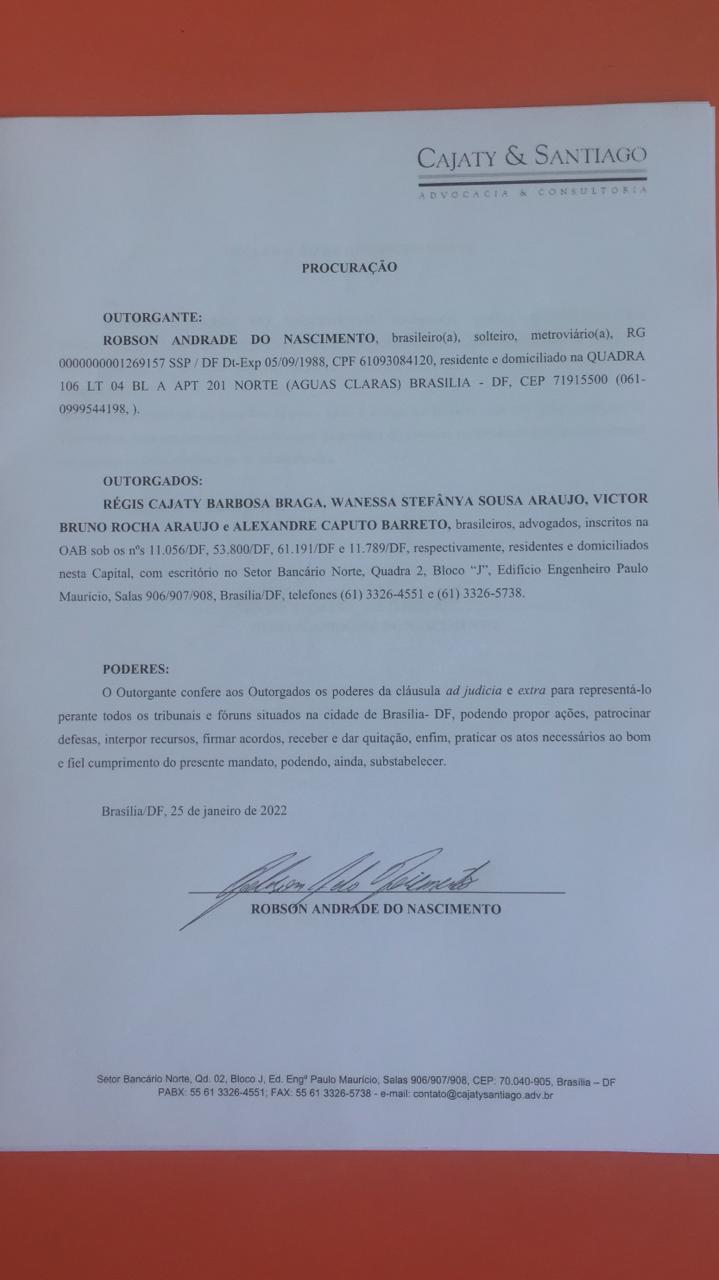 CAJATY & SANTIAGO
ADVOCACIA & CONSULTORIA
PROCURAÇÃO
OUTORGANTE:
ROBSON ANDRADE DO NASCIMENTO, brasileiro(a), solteiro, metroviário(a), RG
0000000001269157 SSP / DF Dt-Exp 05/09/1988, CPF 61093084120, residente e domiciliado na QUADRA
106 LT 04 BL A APT 201 NORTE (AGUAS CLARAS) BRASILIA - DF, CEP 71915500 (061-
0999544198, ).
OUTORGADOS:
RÉGIS CAJATY BARBOSA BRAGA, WANESSA STEFÂNYA SOUSA ARAUJO, VICTOR
BRUNO ROCHA ARAUJO e ALEXANDRE CAPUTO BARRETO, brasileiros, advogados, inscritos na
OAB sob os nºs 11.056/DF, 53.800/DF, 61.191/DF e 11.789/DF, respectivamente, residentes e domiciliados
nesta Capital, com escritório no Setor Bancário Norte, Quadra 2, Bloco “J”, Edifício Engenheiro Paulo
Maurício, Salas 906/907/908, Brasília/DF, telefones (61) 3326-4551 e (61) 3326-5738.
PODERES:
O Outorgante confere aos Outorgados os poderes da cláusula ad judicia e extra para representá-lo
perante todos os tribunais e fóruns situados na cidade de Brasília- DF, podendo propor ações, patrocinar
defesas, interpor recursos, firmar acordos, receber e dar quitação, enfim, praticar os atos necessários ao bom
e fiel cumprimento do presente mandato, podendo, ainda, substabelecer.
Brasília/DF, 25 de janeiro de 2022
ROBSON ANDRADE DO NASCIMENTO
Setor Bancário Norte, Qd. 02, Bloco J, Ed. Engº Paulo Maurício, Salas 906/907/908, CEP: 70.040-905, Brasília – DF
PABX: 55 61 3326-4551; FAX: 55 61 3326-5738 - e-mail: contato@cajatysantiago.adv.br